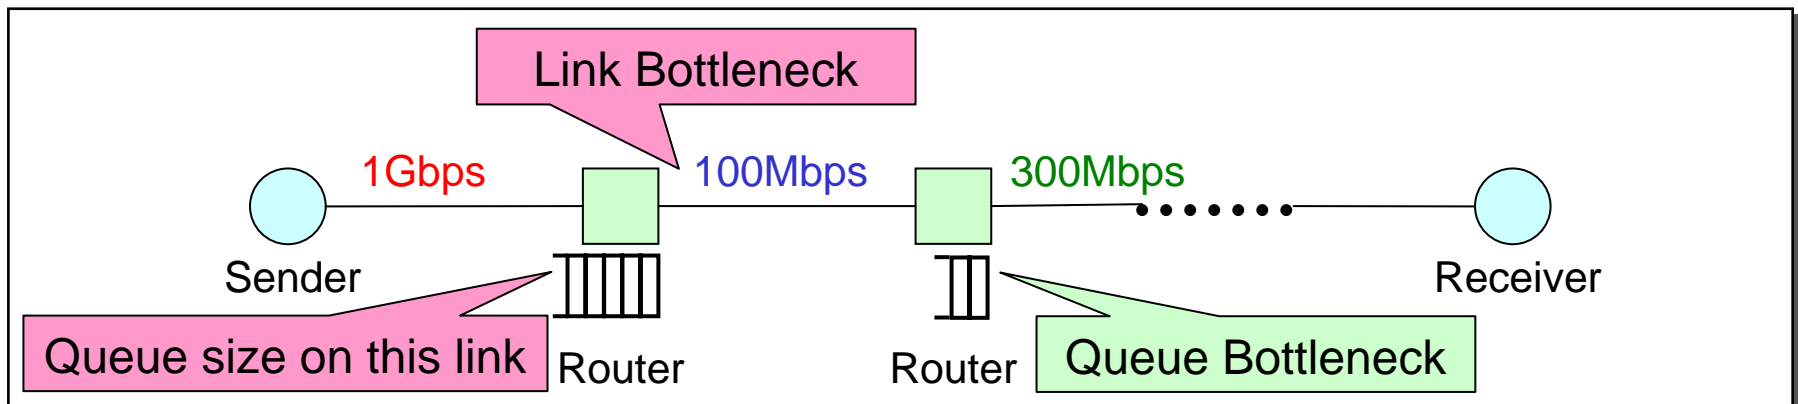 Link Bottleneck
1Gbps
100Mbps
300Mbps
Sender
Receiver
Queue size on this link
Router
Router
Queue Bottleneck